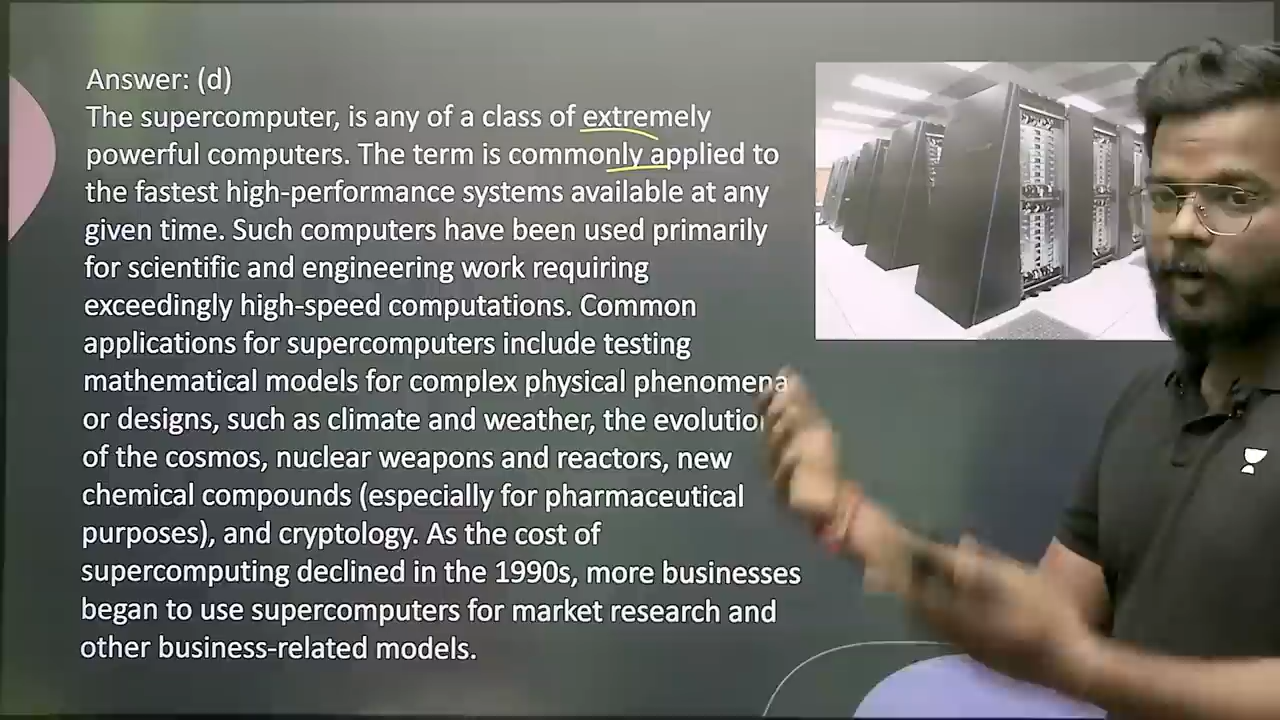 Answer: (d)
The supercomputer, is any of a class of extremely
powerful computers. The term is commonly applied to
the fastest high-performance systems available at any
given time. Such computers have been used primarily
for scientific and engineering work requiring
exceedingly high-speed computations. Common
applications for supercomputers include testing
mathematical models for complex physical phenomena
or designs, such as climate and weather, the evolution
of the cosmos, nuclear weapons and reactors, new
chemical compounds (especially for pharmaceutical
purposes), and cryptology. As the cost of
supercomputing declined in the 1990s, more businesses
began to use supercomputers for market research and
other business-related models.